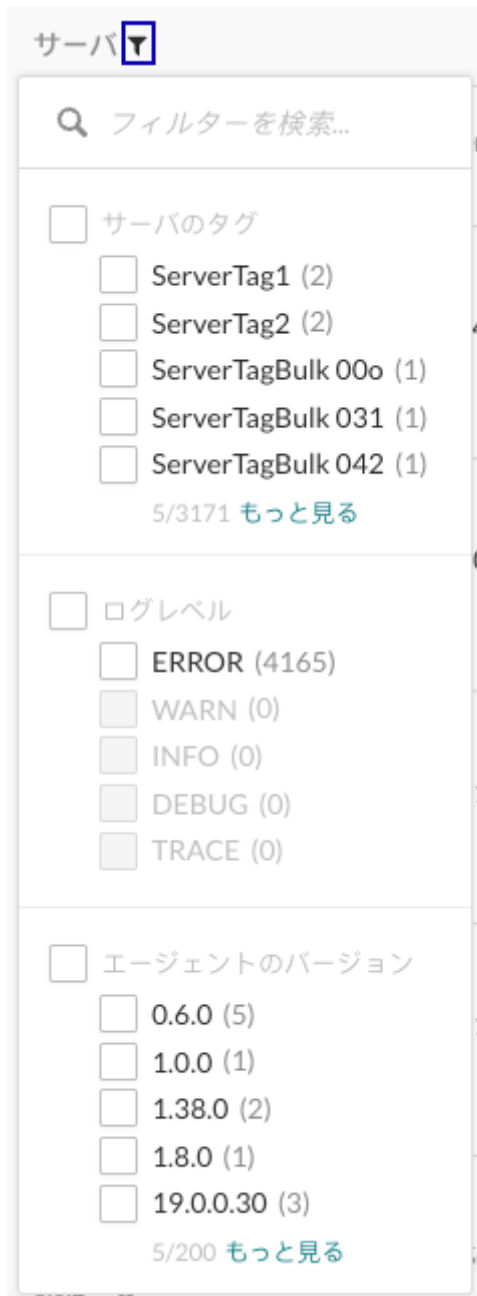 サーバ
フィルターを検索...
サーバのタグ
ServerTag1 (2)
ServerTag2 (2)
ServerTagBulk 00o (1)
ServerTagBulk 031 (1)
ServerTagBulk 042 (1)
5/3171 もっと見る
ログレベル
ERROR (4165)
WARN (0)
INFO (0)
DEBUG (0)
TRACE (0)
エージェントのバージョン
0.6.0 (5)
1.0.0 (1)
1.38.0 (2)
1.8.0 (1)
19.0.0.30 (3)
5/200 もっと見る